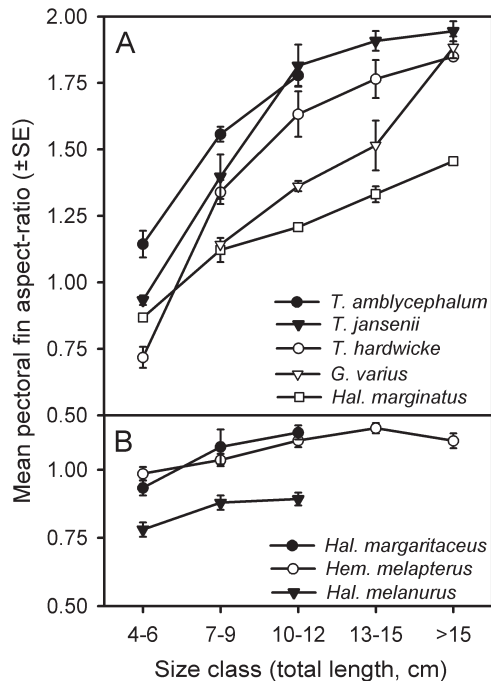 Mean pectoral fin aspect-ratio (±SE)
2.00
A
1.75
1.50
1.25
1.00
T. amblycephalum
T. jansenii
0.75
T. hardwicke
G. varius
Hal. marginatus
0.50
B
1.00
0.75
Hal. margaritaceus
Hem. melapterus
Hal. melanurus
0.50
4-6 7-9 10-12 13-15 >15
Size class (total length, cm)